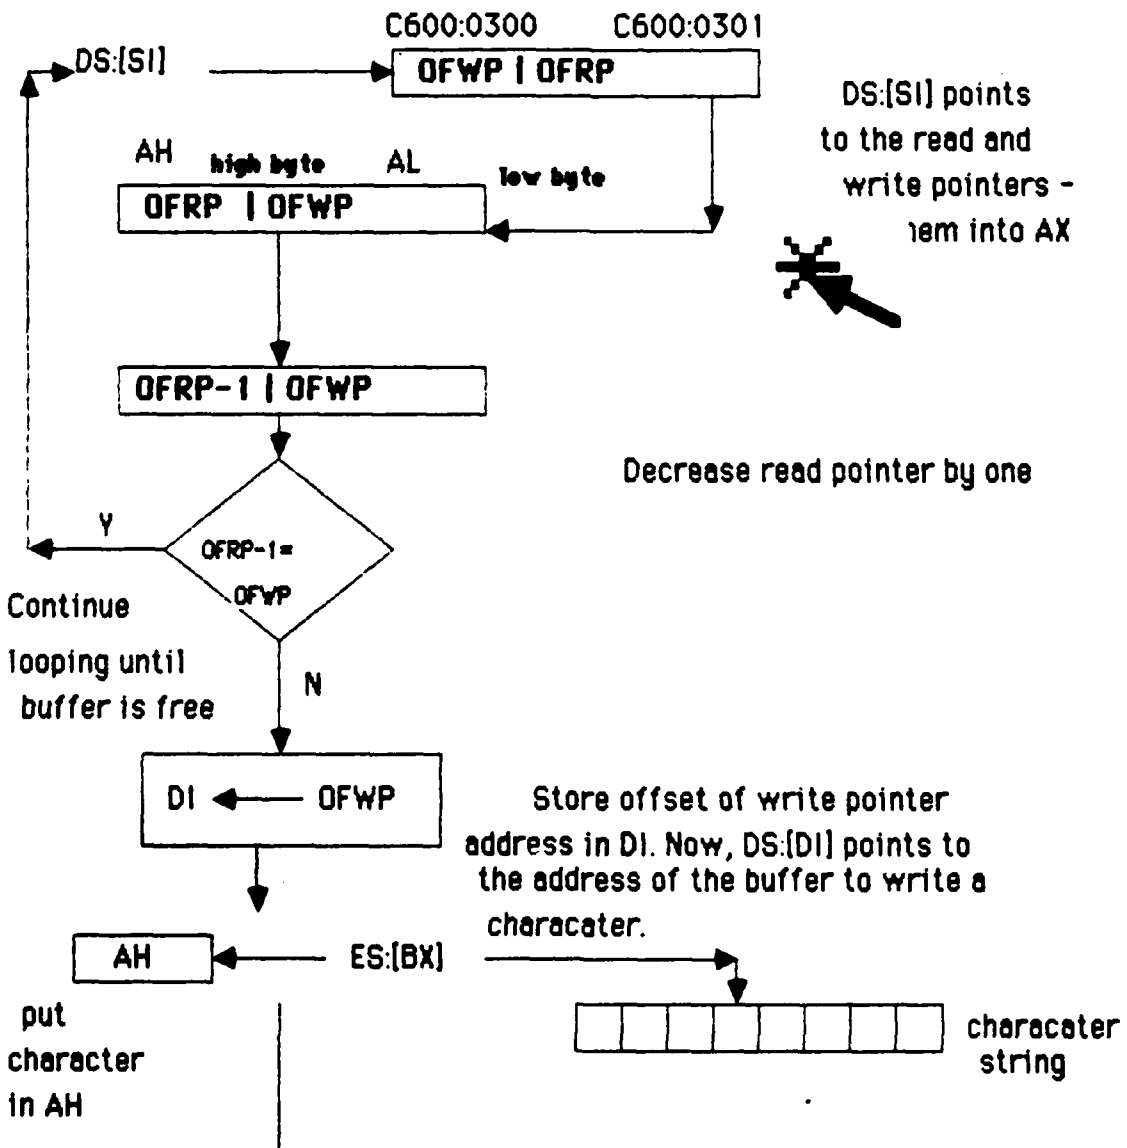 C600:0300 C600:0301
DS:[SI]
OFWP | OFRP
DS:[SI] points
to the read and
write pointers -
hem into AX
AH high byte AL low byte
OFRP | OFWP
OFRP-1 | OFWP
Decrease read pointer by one
Y
OFRP-1=
OFWP
Continue
looping until
buffer is free
N
DI OFWP
Store offset of write pointer
address in DI. Now, DS:[DI] points to
the address of the buffer to write a
characater.
AH ES:[BX]
put
character
in AH
characater
string